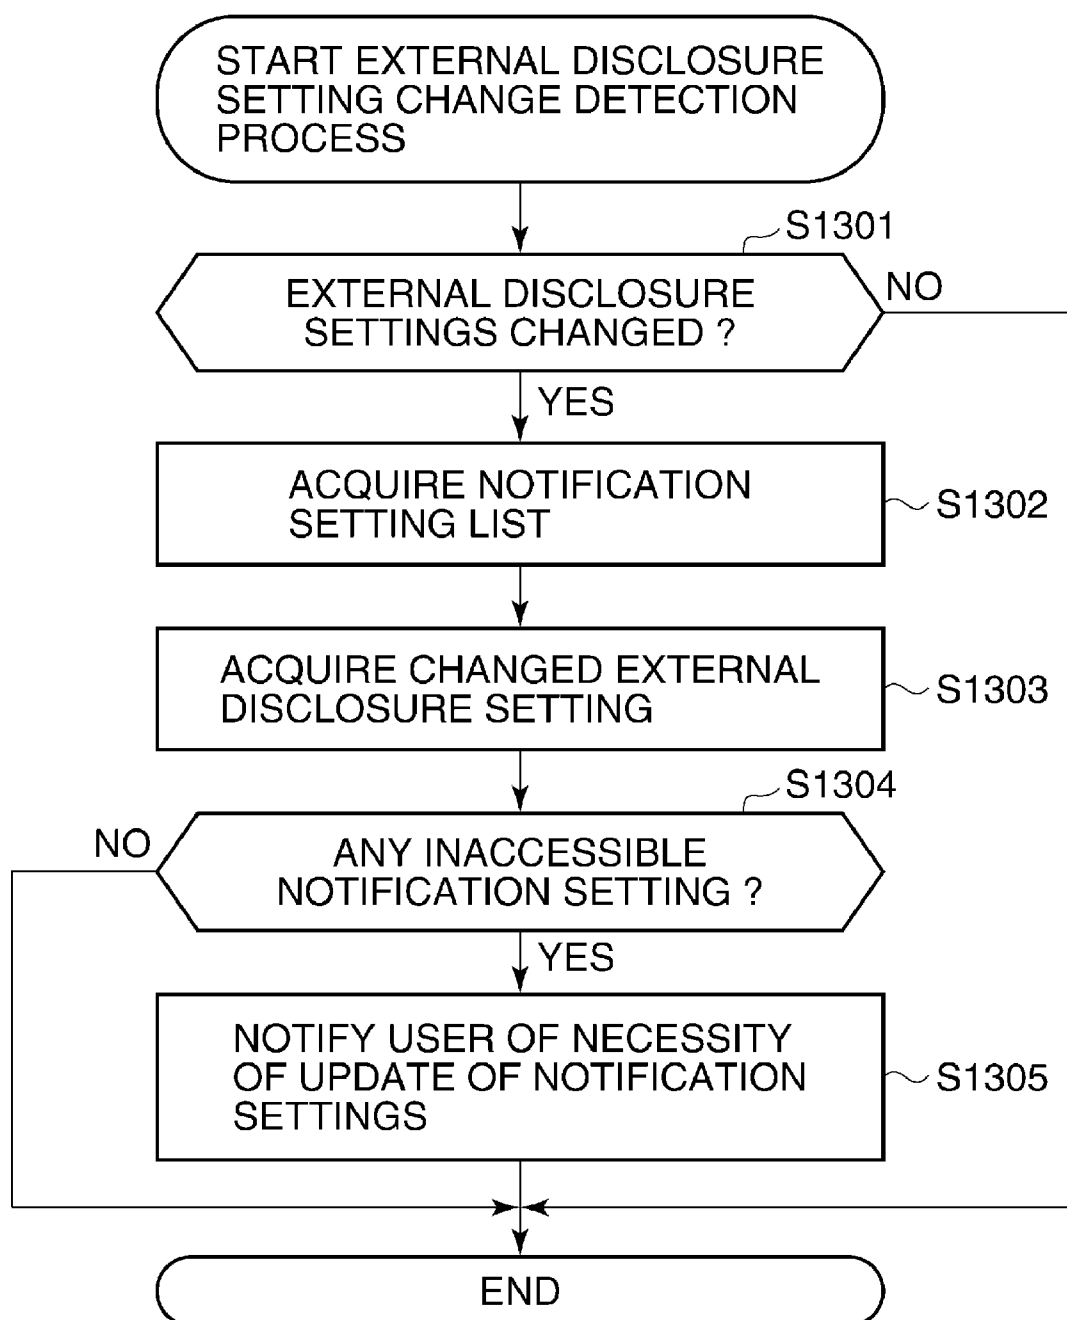 START EXTERNAL DISCLOSURE
SETTING CHANGE DETECTION
PROCESS
S1301
EXTERNAL DISCLOSURE
SETTINGS CHANGED ?
NO
YES
ACQUIRE NOTIFICATION
SETTING LIST
S1302
ACQUIRE CHANGED EXTERNAL
DISCLOSURE SETTING
S1303
S1304
NO
ANY INACCESSIBLE
NOTIFICATION SETTING ?
YES
NOTIFY USER OF NECESSITY
OF UPDATE OF NOTIFICATION
SETTINGS
S1305
END